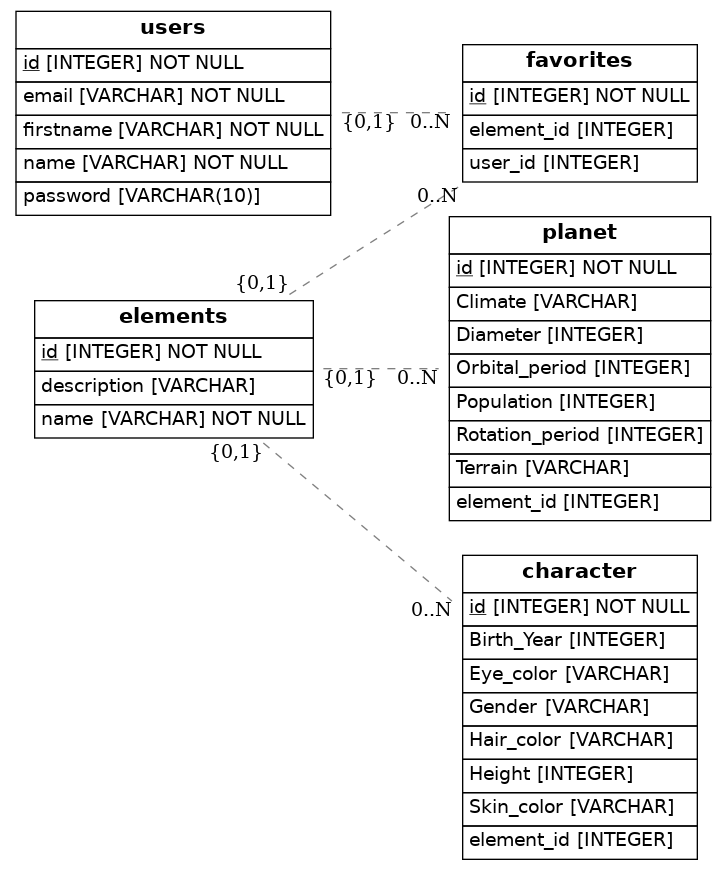 users
id [INTEGER] NOT NULL
email [VARCHAR] NOT NULL
firstname [VARCHAR] NOT NULL
name [VARCHAR] NOT NULL
password [VARCHAR(10)]
{0,1} 0..N
favorites
id [INTEGER] NOT NULL
element_id [INTEGER]
user_id [INTEGER]
0..N
{0,1}
elements
id [INTEGER] NOT NULL
description [VARCHAR]
name [VARCHAR] NOT NULL
{0,1} 0..N
planet
id [INTEGER] NOT NULL
Climate [VARCHAR]
Diameter [INTEGER]
Orbital_period [INTEGER]
Population [INTEGER]
Rotation_period [INTEGER]
Terrain [VARCHAR]
element_id [INTEGER]
{0,1}
0..N
character
id [INTEGER] NOT NULL
Birth_Year [INTEGER]
Eye_color [VARCHAR]
Gender [VARCHAR]
Hair_color [VARCHAR]
Height [INTEGER]
Skin_color [VARCHAR]
element_id [INTEGER]